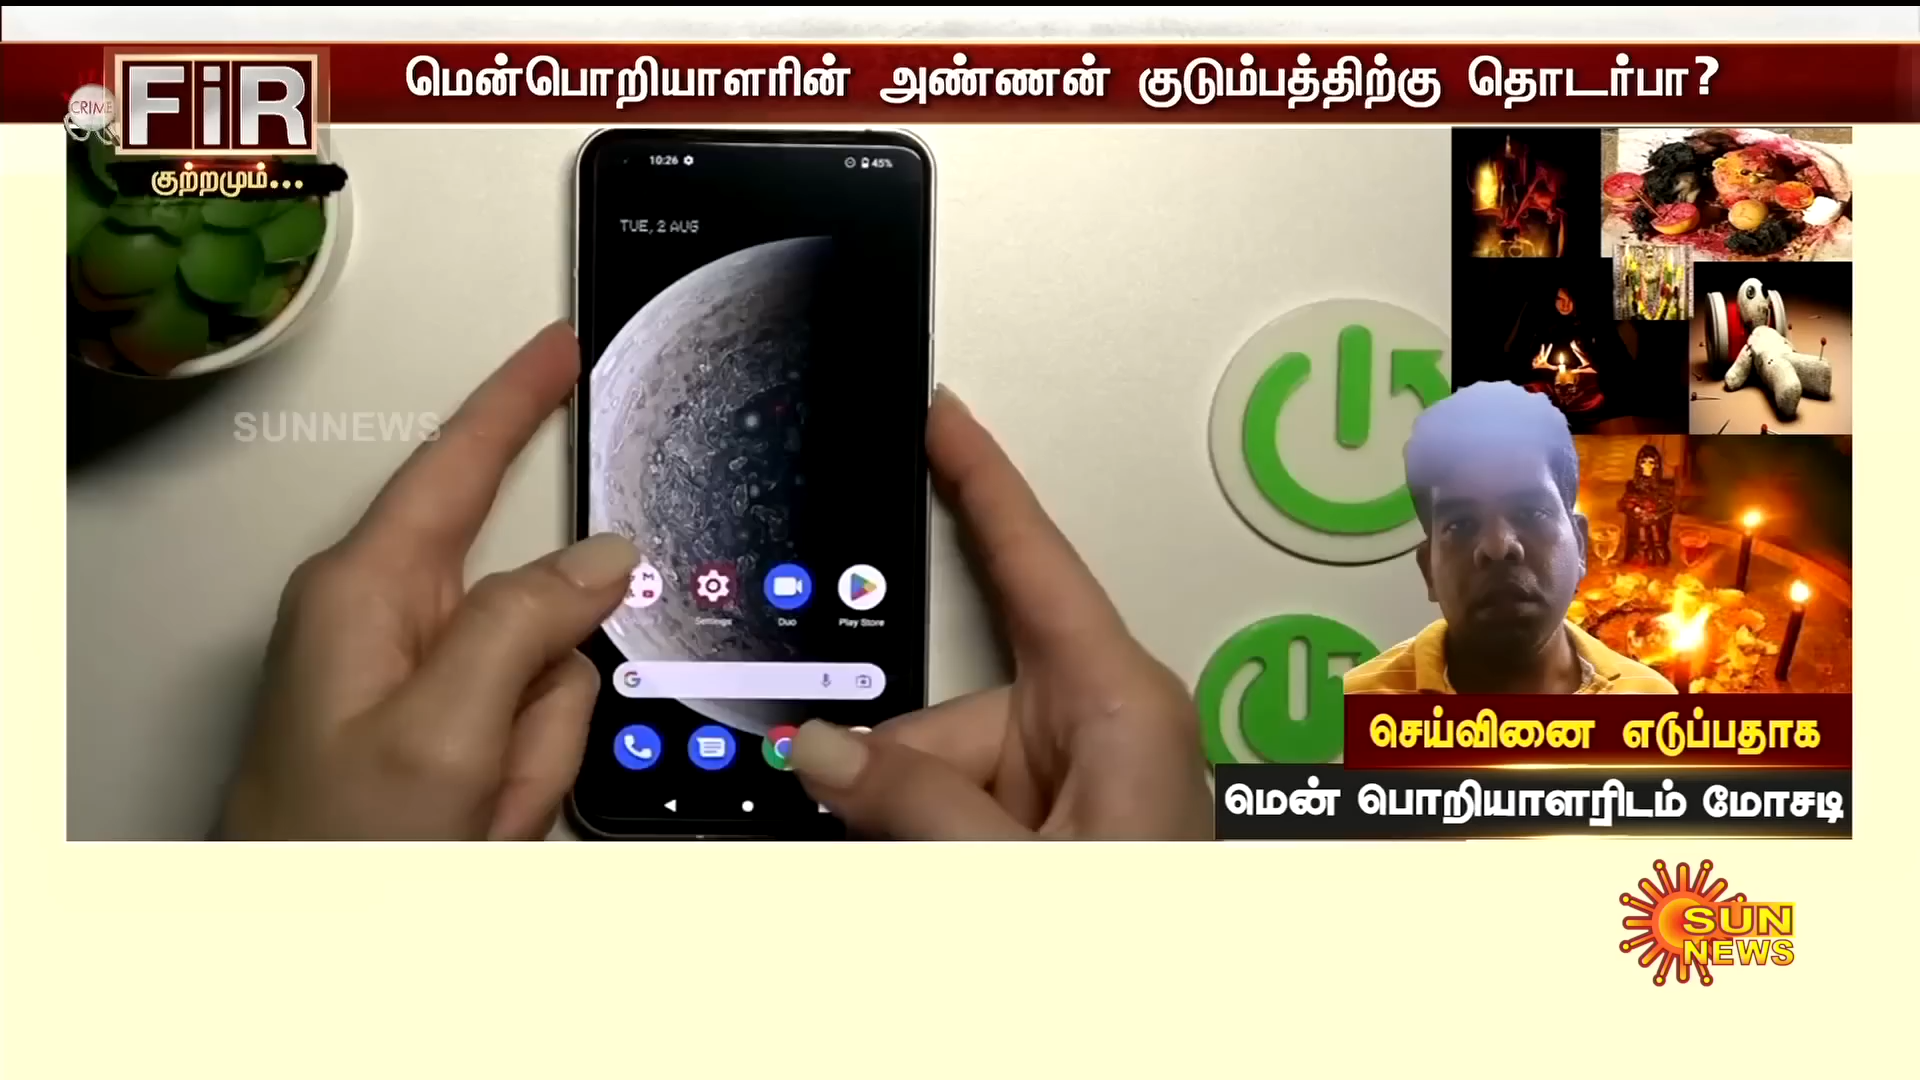 மென்பொறியாளரின் அண்ணன் குடும்பத்திற்கு தொடர்பா?
CRIME
FiR
குற்றமும்...
10:26
45%
TUE, 2 AUG
SUNNEWS
Settings
Duo
Play Store
செய்வினை எடுப்பதாக
மென் பொறியாளரிடம் மோசடி
SUN
NEWS